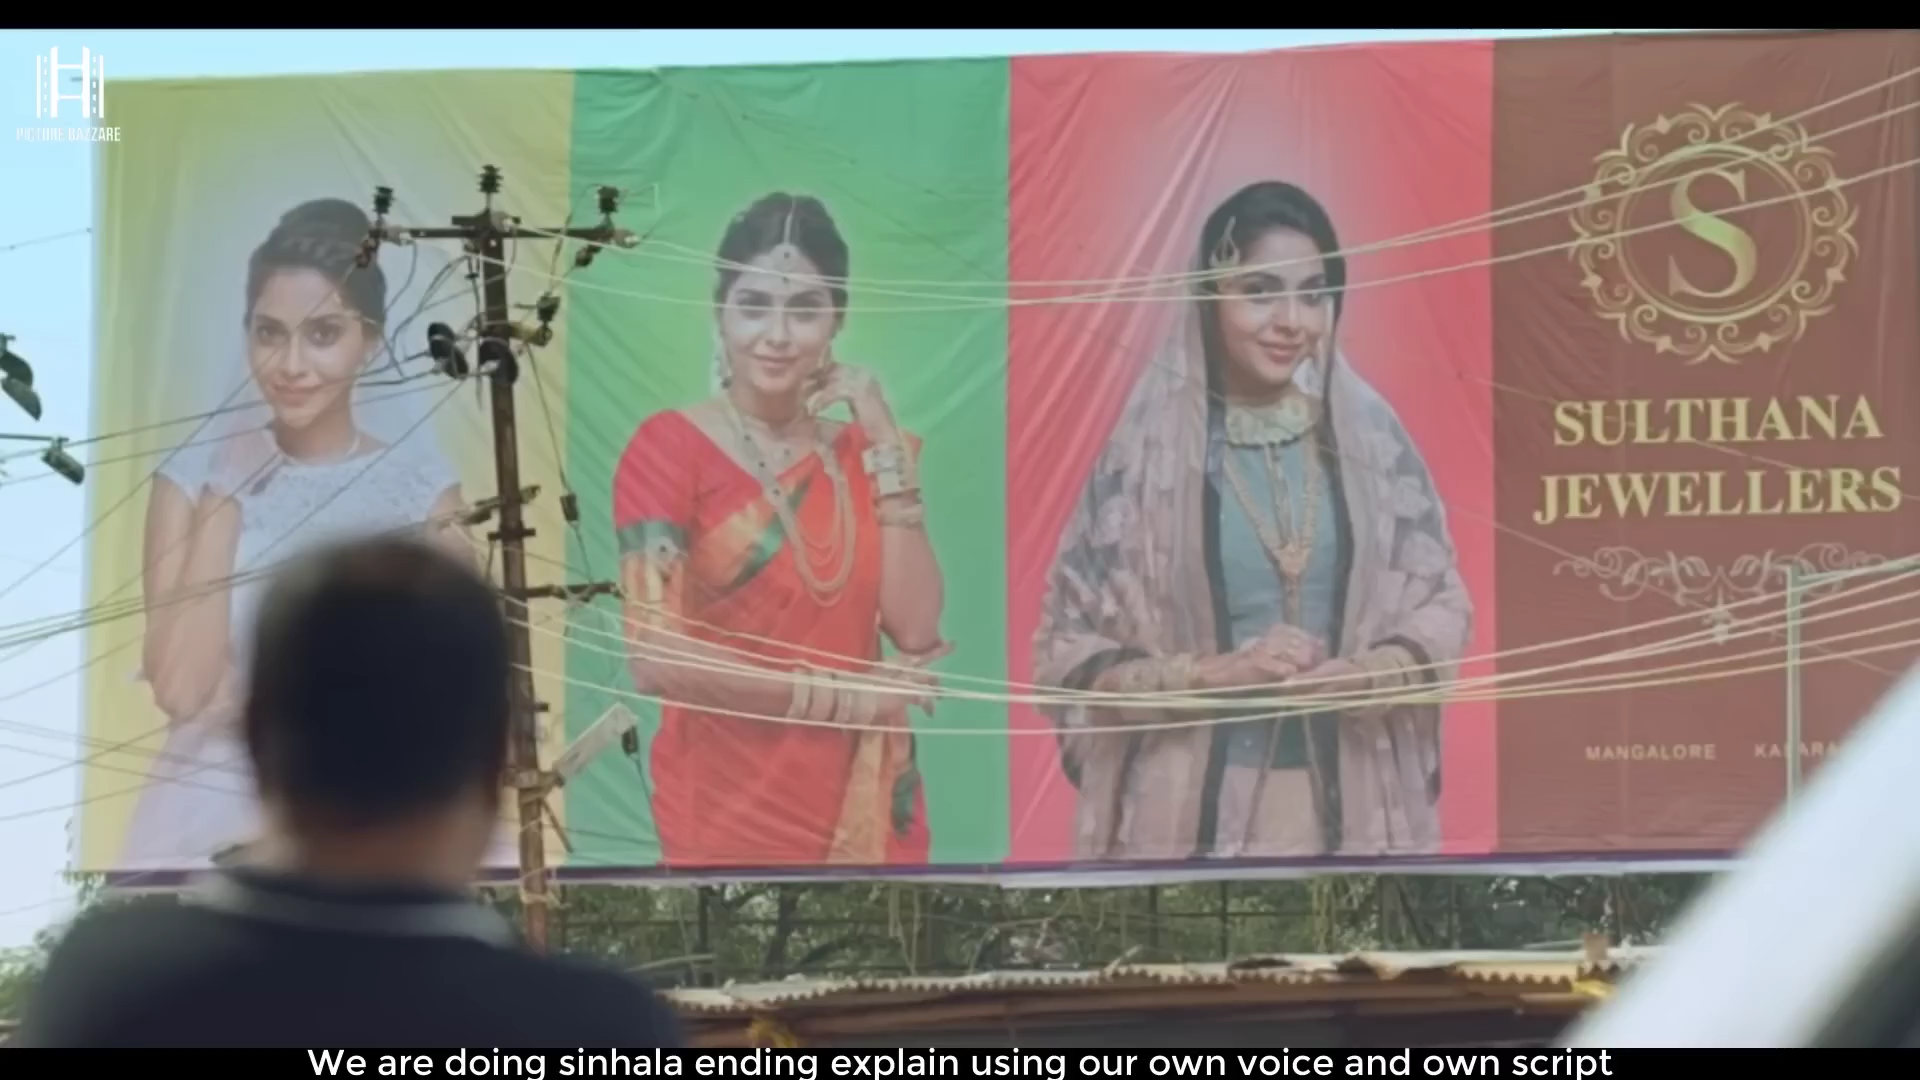 PICTURE BAZZARE
S
SULTHANA
JEWELLERS
MANGALORE
We are doing sinhala ending explain using our own voice and own script